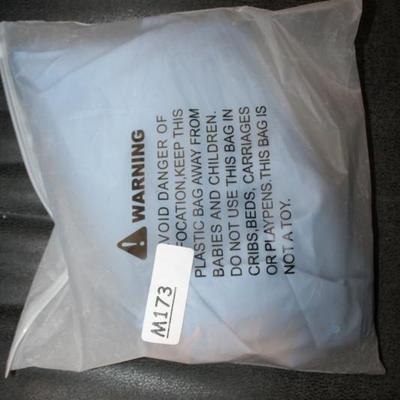 WARNING
VOID DANGER OF
FOCATION,KEEP THIS
PLASTIC BAG AWAY FROM
BABIES AND CHILDREN.
DO NOT USE THIS BAG IN
CRIBS,BEDS, CARRIAGES
OR PLAYPENS.THIS BAG IS
NOT A TOY.
M173